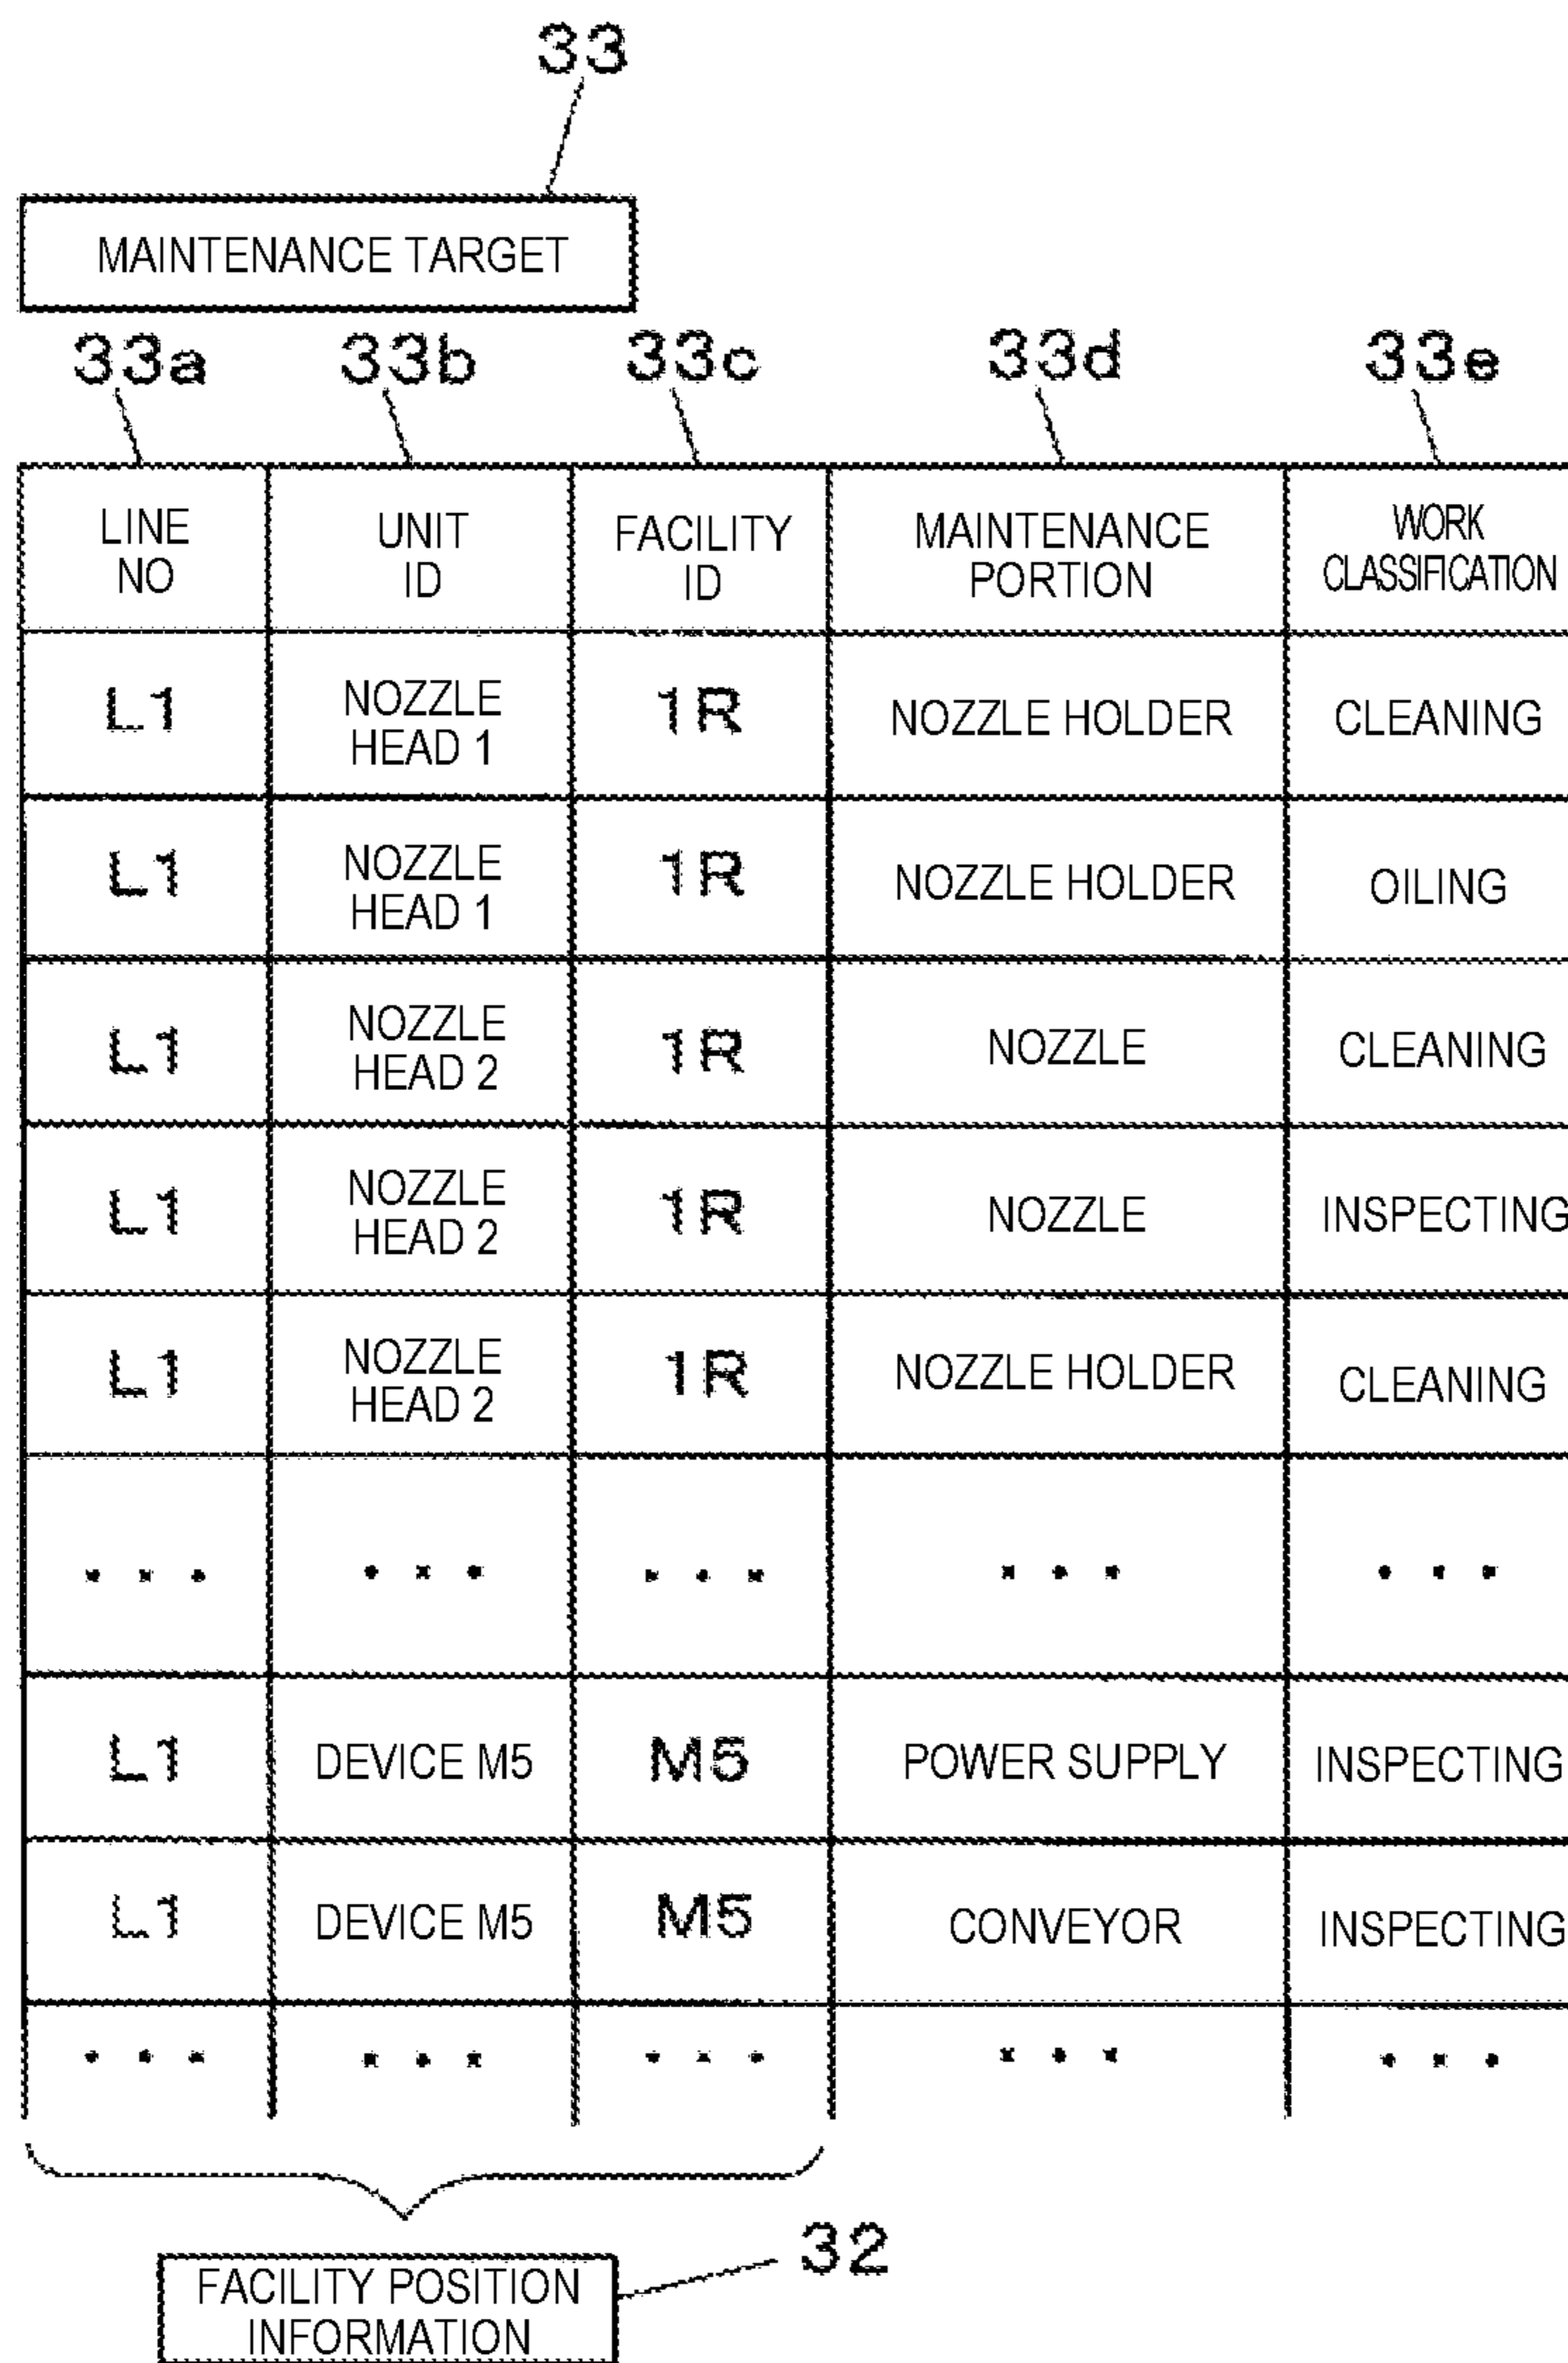 33
MAINTENANCE TARGET
33a 33b 33c 33d 33e
LINE NO UNIT ID FACILITY ID MAINTENANCE PORTION WORK CLASSIFICATION
L1 NOZZLE HEAD 1 1R NOZZLE HOLDER CLEANING
L1 NOZZLE HEAD 1 1R NOZZLE HOLDER OILING
L1 NOZZLE HEAD 2 1R NOZZLE CLEANING
L1 NOZZLE HEAD 2 1R NOZZLE INSPECTING
L1 NOZZLE HEAD 2 1R NOZZLE HOLDER CLEANING
... ... ... ... ...
L1 DEVICE M5 M5 POWER SUPPLY INSPECTING
L1 DEVICE M5 M5 CONVEYOR INSPECTING
... ... ... ... ...
32
FACILITY POSITION
INFORMATION